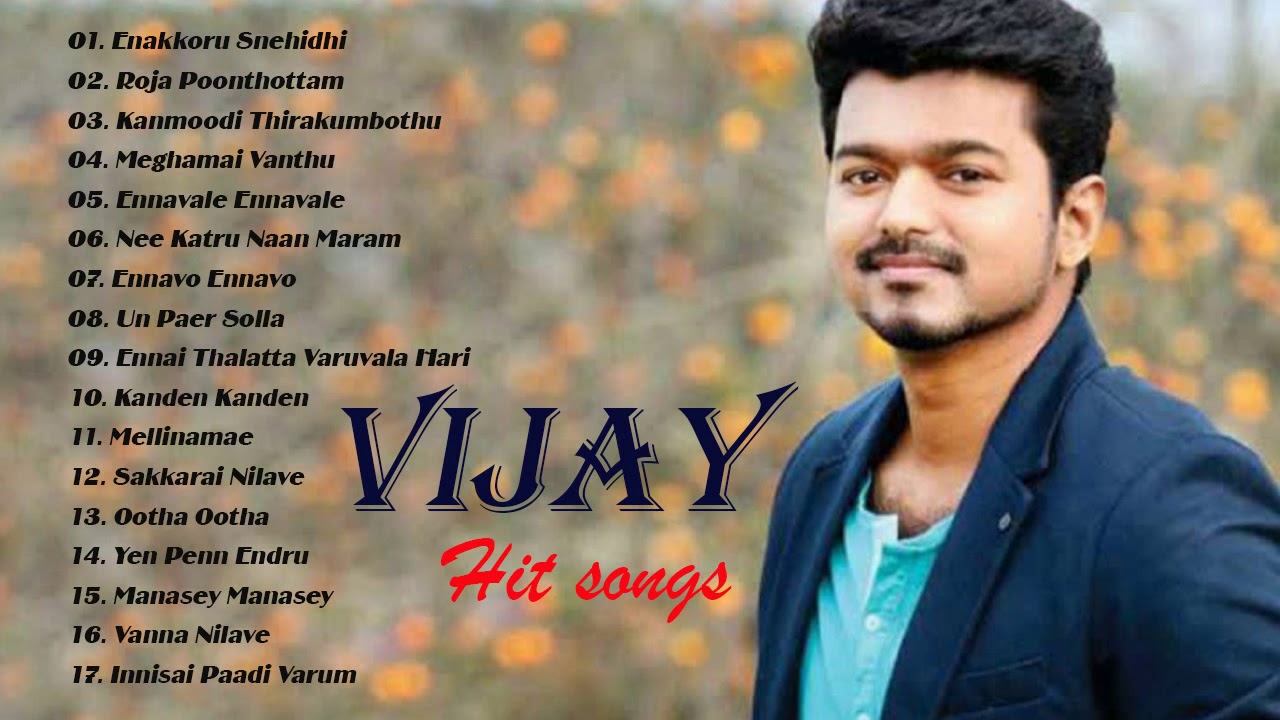 01. Enakkoru Snehidhi
02. Roja Poonthottam
03. Kanmoodi Thirakumbothu
04. Meghamai Vanthu
05. Ennavale Ennavale
06. Nee Katru Naan Maram
07. Ennavo Ennavo
08. Un Paer Solla
09. Ennai Thalatta Varuvala Hari
10. Kanden Kanden
11. Mellinamae
12. Sakkarai Nilave
13. Ootha Ootha
14. Yen Penn Endru
15. Manasey Manasey
16. Vanna Nilave
17. Innisai Paadi Varum
VIJAY
Hit songs